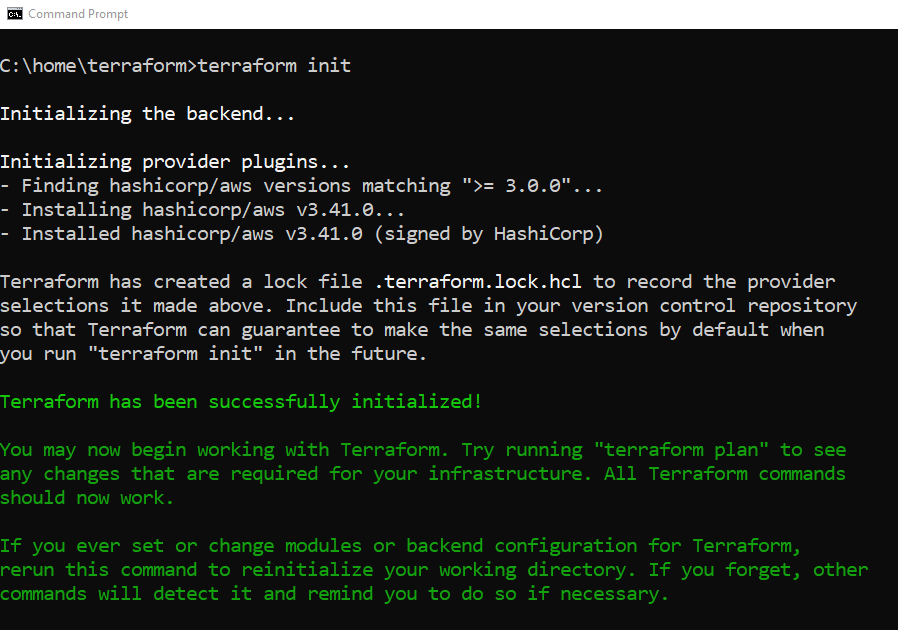 Command Prompt
C:\home\terraform>terraform init
Initializing the backend...
Initializing provider plugins...
- Finding hashicorp/aws versions matching ">= 3.0.0"...
- Installing hashicorp/aws v3.41.0...
- Installed hashicorp/aws v3.41.0 (signed by HashiCorp)
Terraform has created a lock file .terraform.lock.hcl to record the provider
selections it made above. Include this file in your version control repository
so that Terraform can guarantee to make the same selections by default when
you run "terraform init" in the future.
Terraform has been successfully initialized!
You may now begin working with Terraform. Try running "terraform plan" to see
any changes that are required for your infrastructure. All Terraform commands
should now work.
If you ever set or change modules or backend configuration for Terraform,
rerun this command to reinitialize your working directory. If you forget, other
commands will detect it and remind you to do so if necessary.